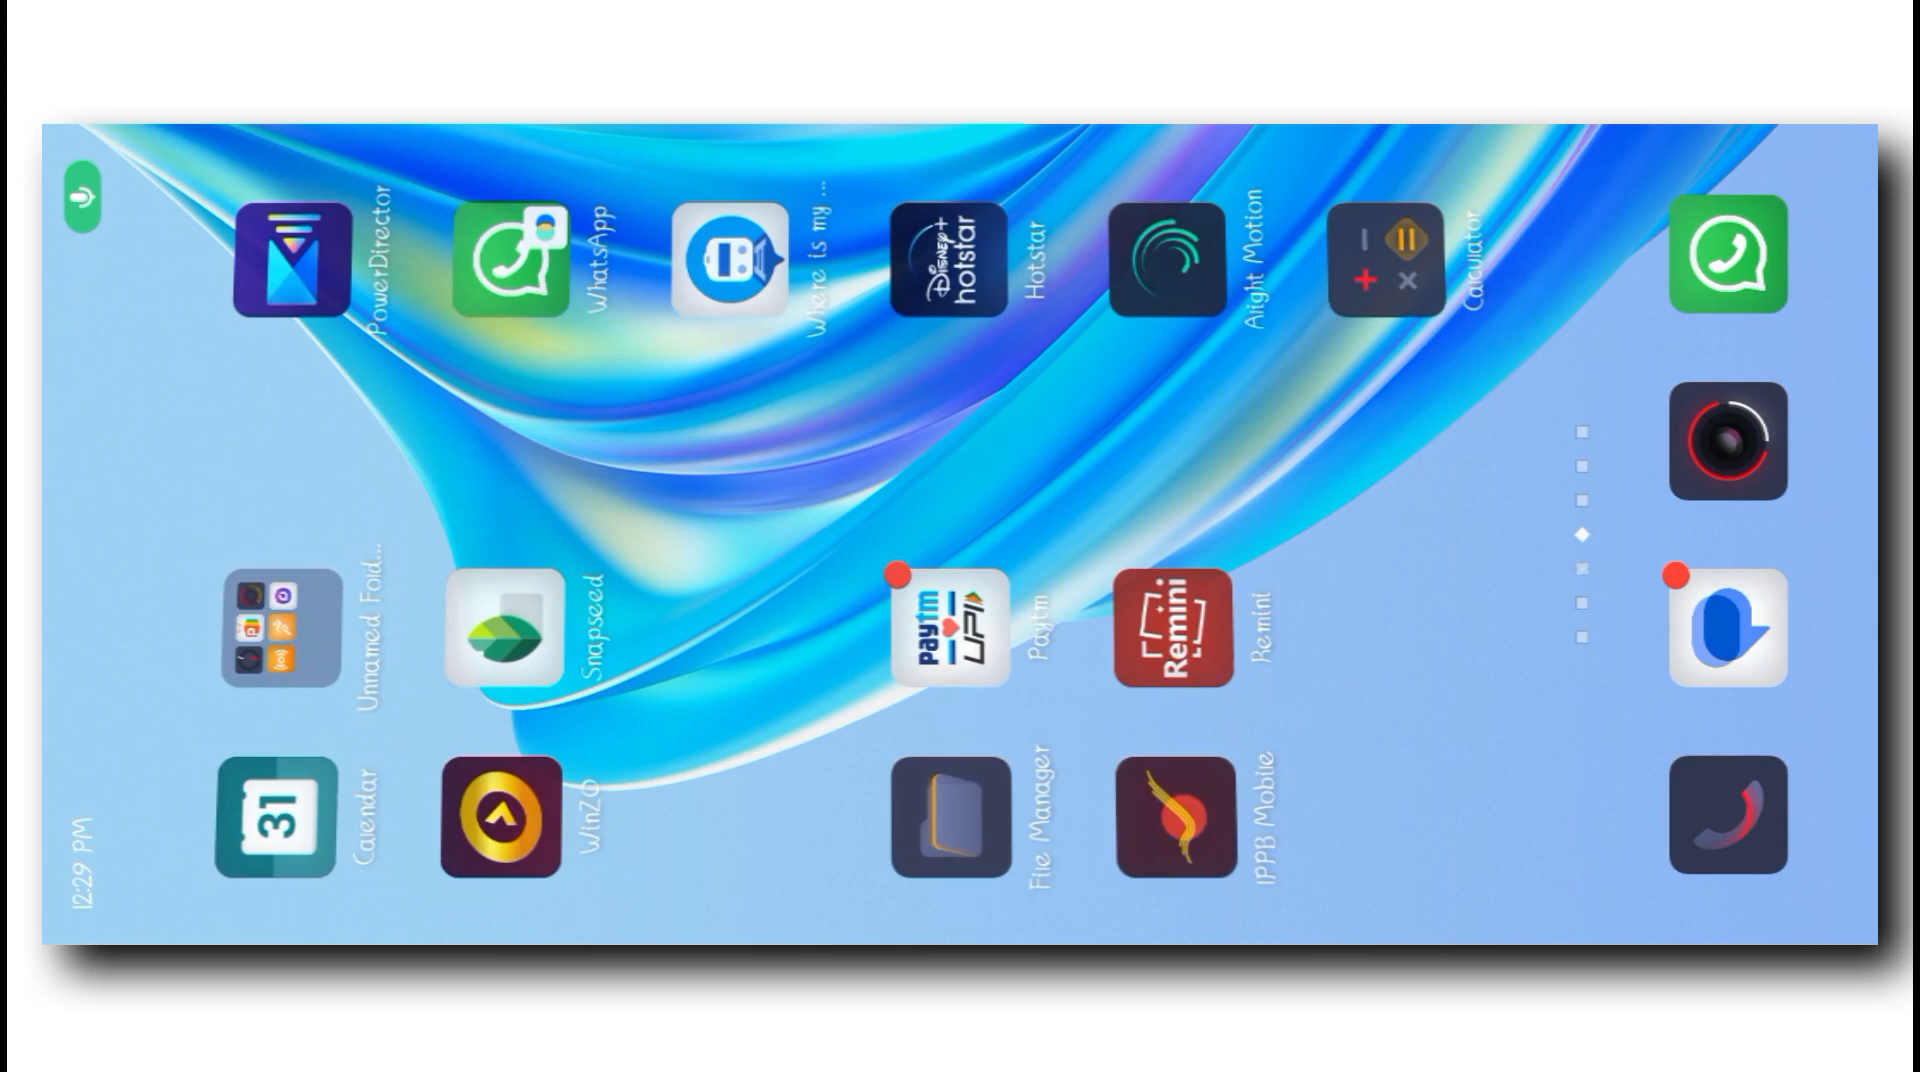 12:29 PM
31
Calendar
Unnamed Fold...
PowerDirector
WinZO
Snapseed
WhatsApp
Where is my ...
File Manager
paytm
UPI
Paytm
Disney+
hotstar
Hotstar
IPPB Mobile
Remini
Remini
Alight Motion
Calculator